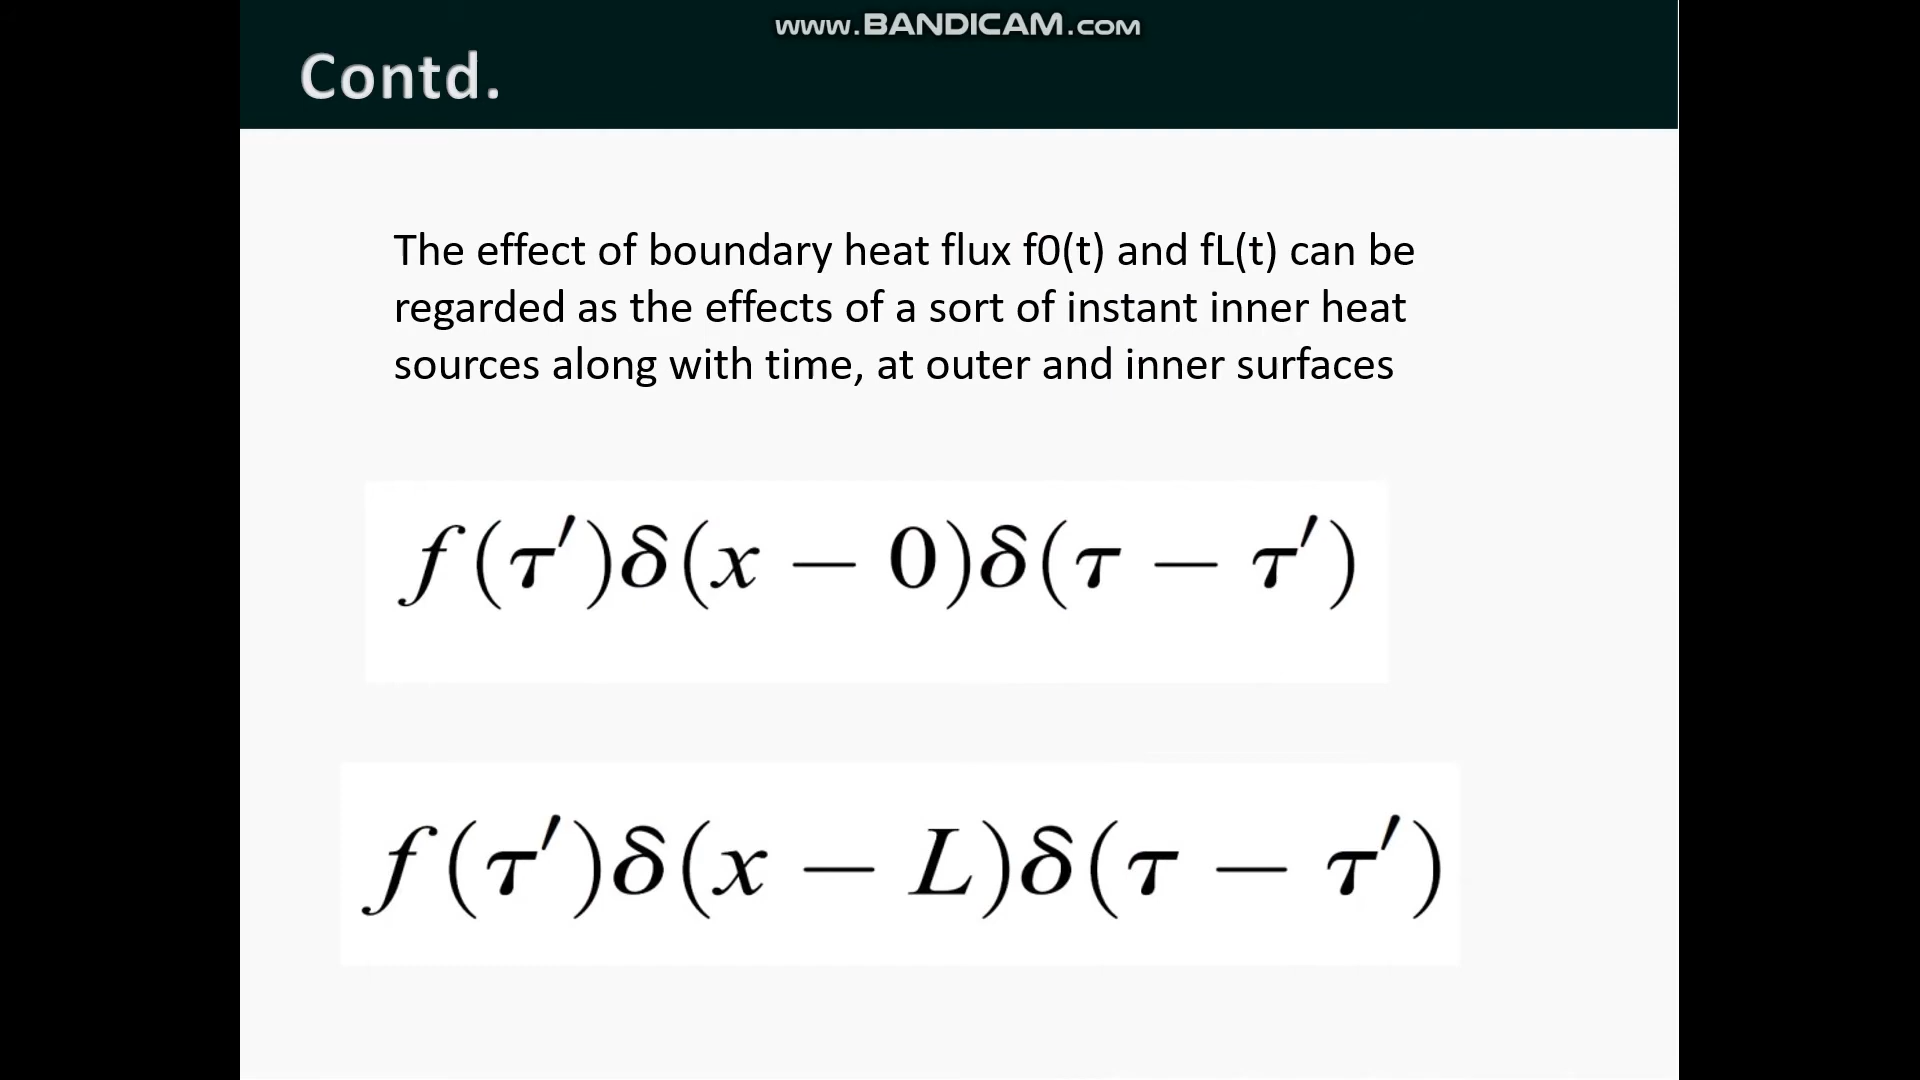 www.BANDICAM.com
Contd.
The effect of boundary heat flux f0(t) and fL(t) can be
regarded as the effects of a sort of instant inner heat
sources along with time, at outer and inner surfaces
f(τ′)δ(x − 0)δ(τ − τ′)
f(τ′)δ(x − L)δ(τ − τ′)